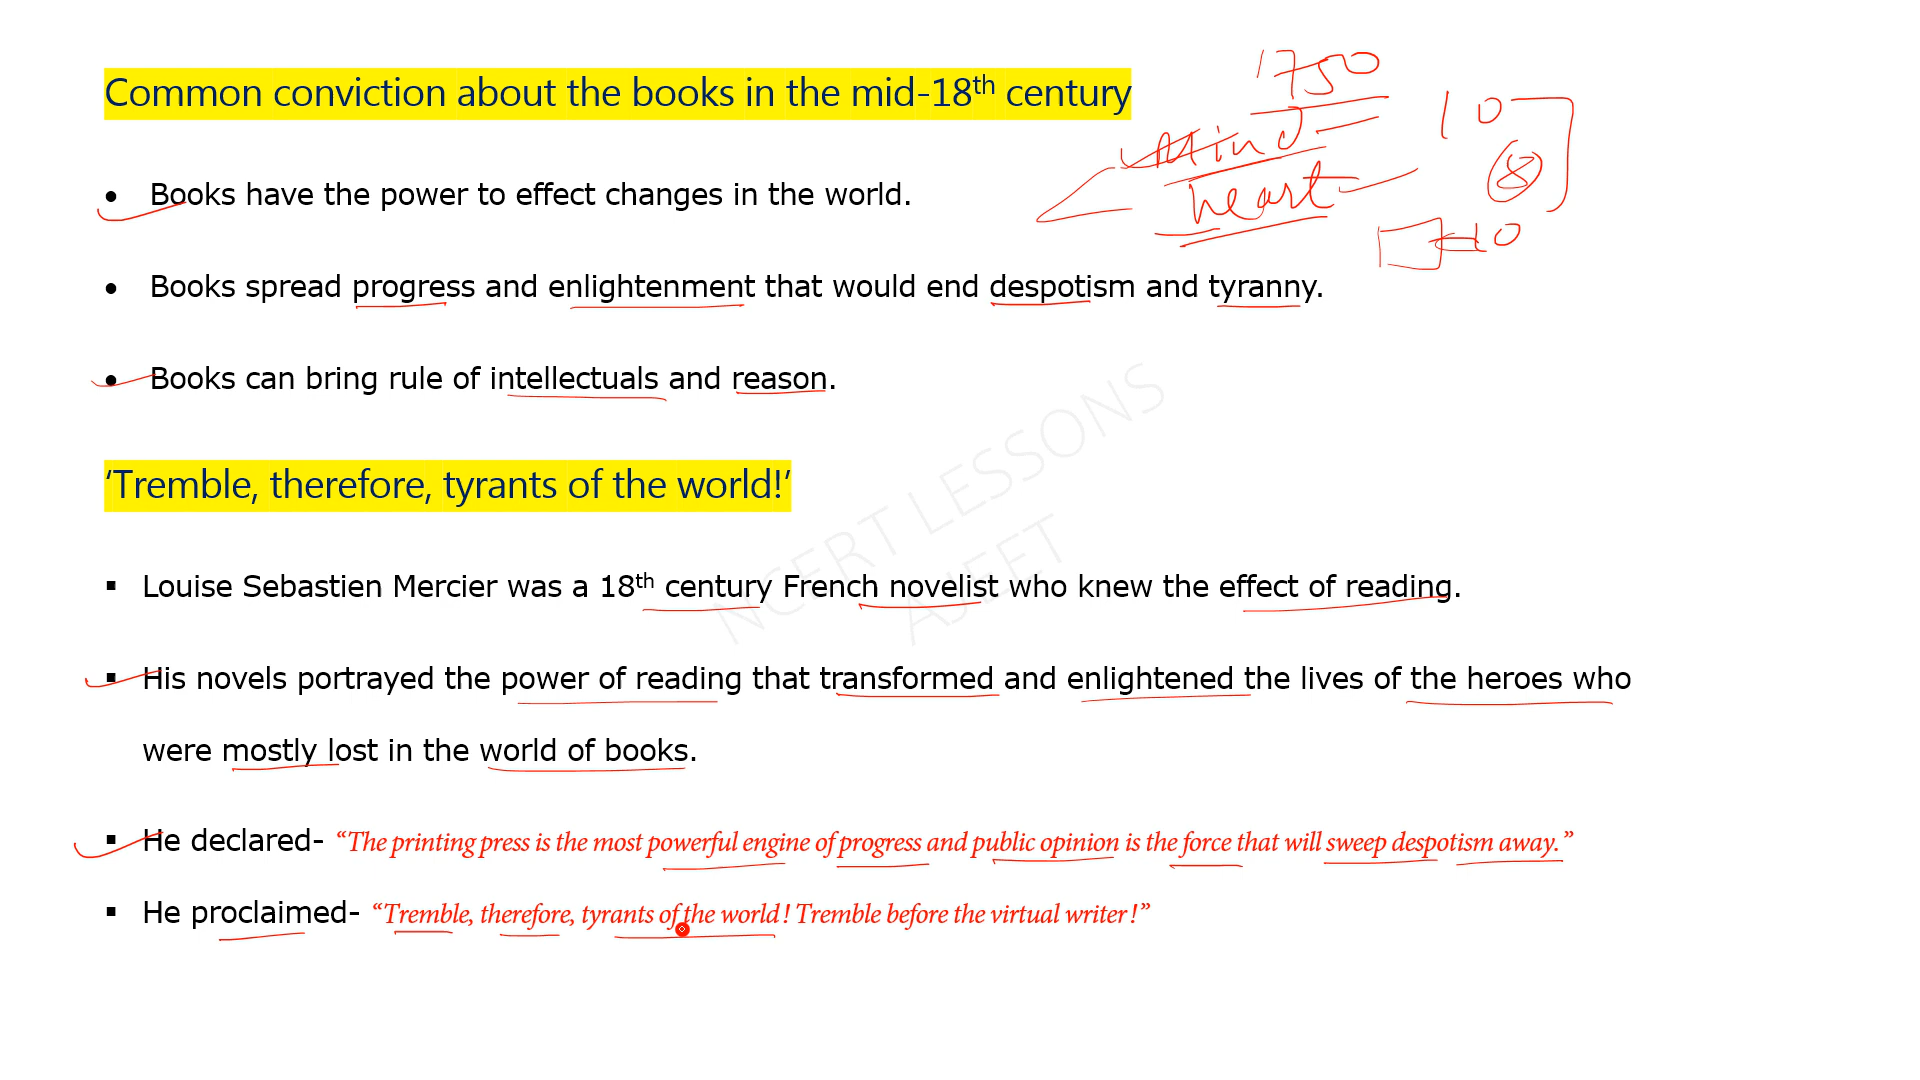 Common conviction about the books in the mid-18th century
1750
Mind
heart
10
8
10
• Books have the power to effect changes in the world.
• Books spread progress and enlightenment that would end despotism and tyranny.
• Books can bring rule of intellectuals and reason.
‘Tremble, therefore, tyrants of the world!’
▪ Louise Sebastien Mercier was a 18th century French novelist who knew the effect of reading.
▪ His novels portrayed the power of reading that transformed and enlightened the lives of the heroes who
were mostly lost in the world of books.
▪ He declared- “The printing press is the most powerful engine of progress and public opinion is the force that will sweep despotism away.”
▪ He proclaimed- “Tremble, therefore, tyrants of the world! Tremble before the virtual writer!”
NCERT LESSONS
AJEET